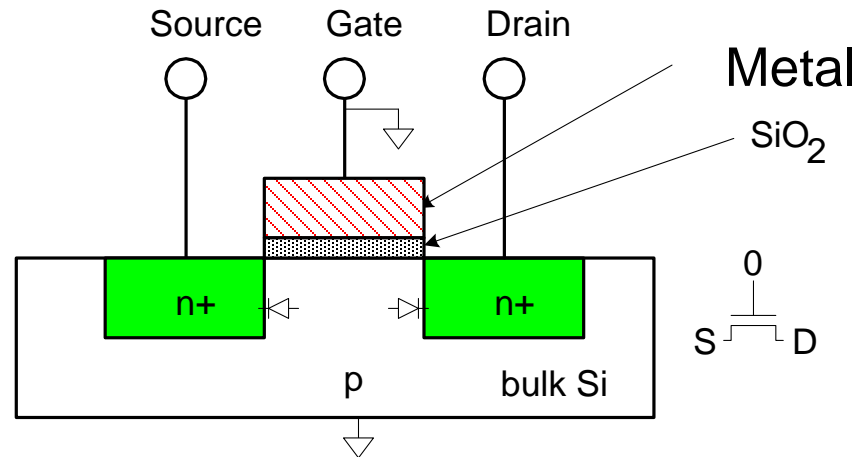 Source Gate Drain
Metal
SiO2
0
n+ n+
S D
p bulk Si